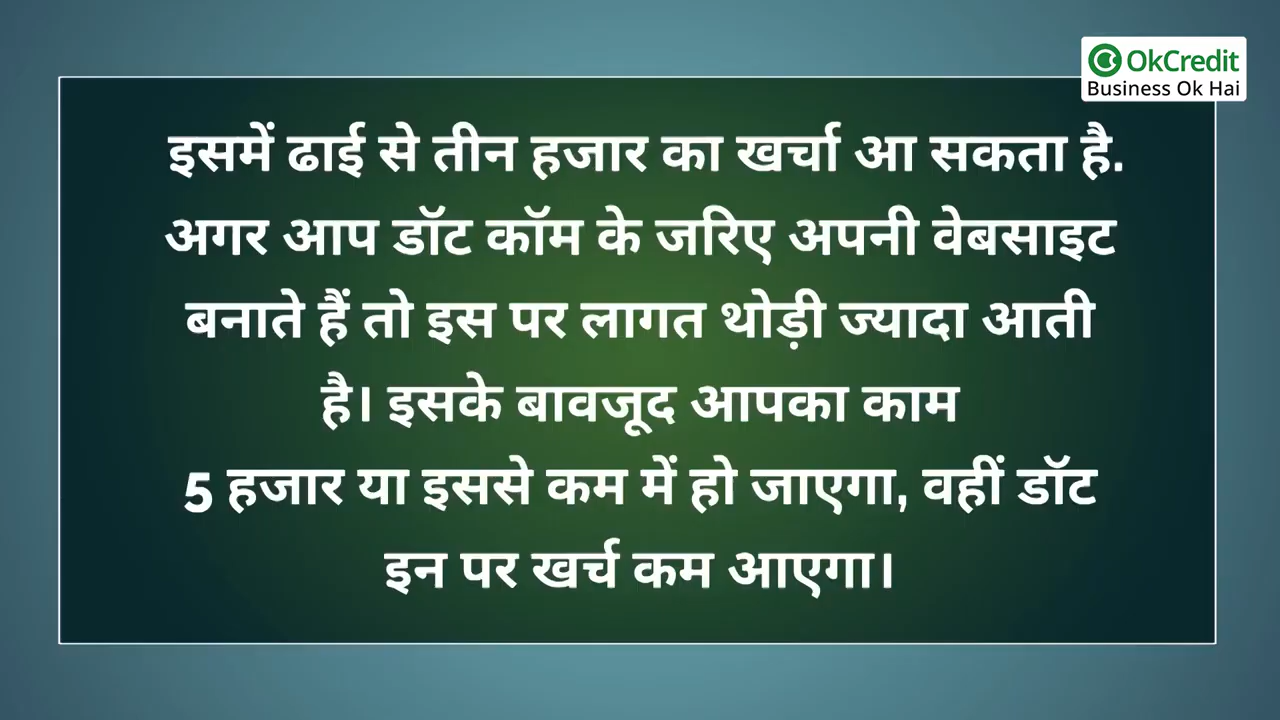 OkCredit
Business Ok Hai
इसमें ढाई से तीन हजार का खर्चा आ सकता है.
अगर आप डॉट कॉम के जरिए अपनी वेबसाइट
बनाते हैं तो इस पर लागत थोड़ी ज्यादा आती
है। इसके बावजूद आपका काम
5 हजार या इससे कम में हो जाएगा, वहीं डॉट
इन पर खर्च कम आएगा।